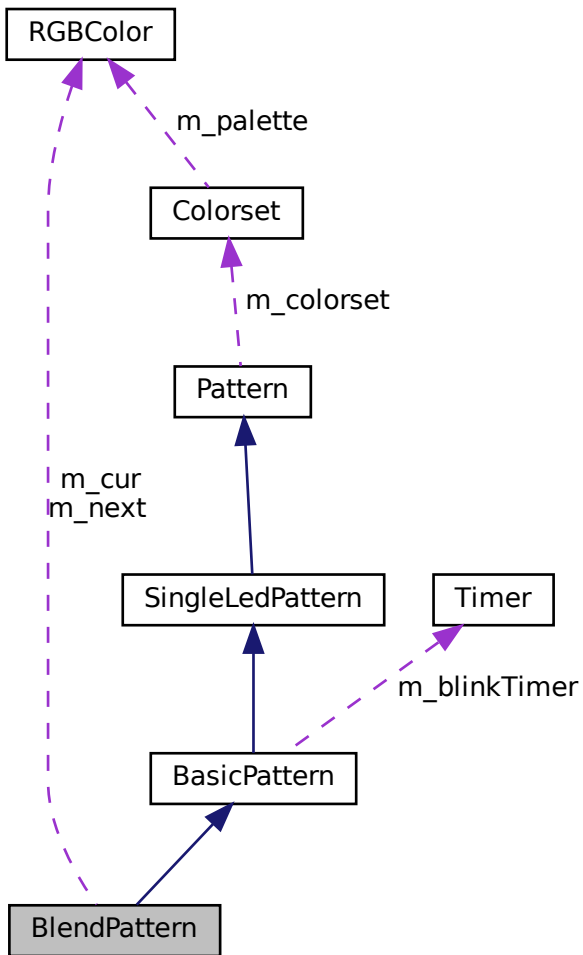 RGBColor
m_palette
Colorset
m_colorset
Pattern
m_cur
m_next
SingleLedPattern
Timer
m_blinkTimer
BasicPattern
BlendPattern